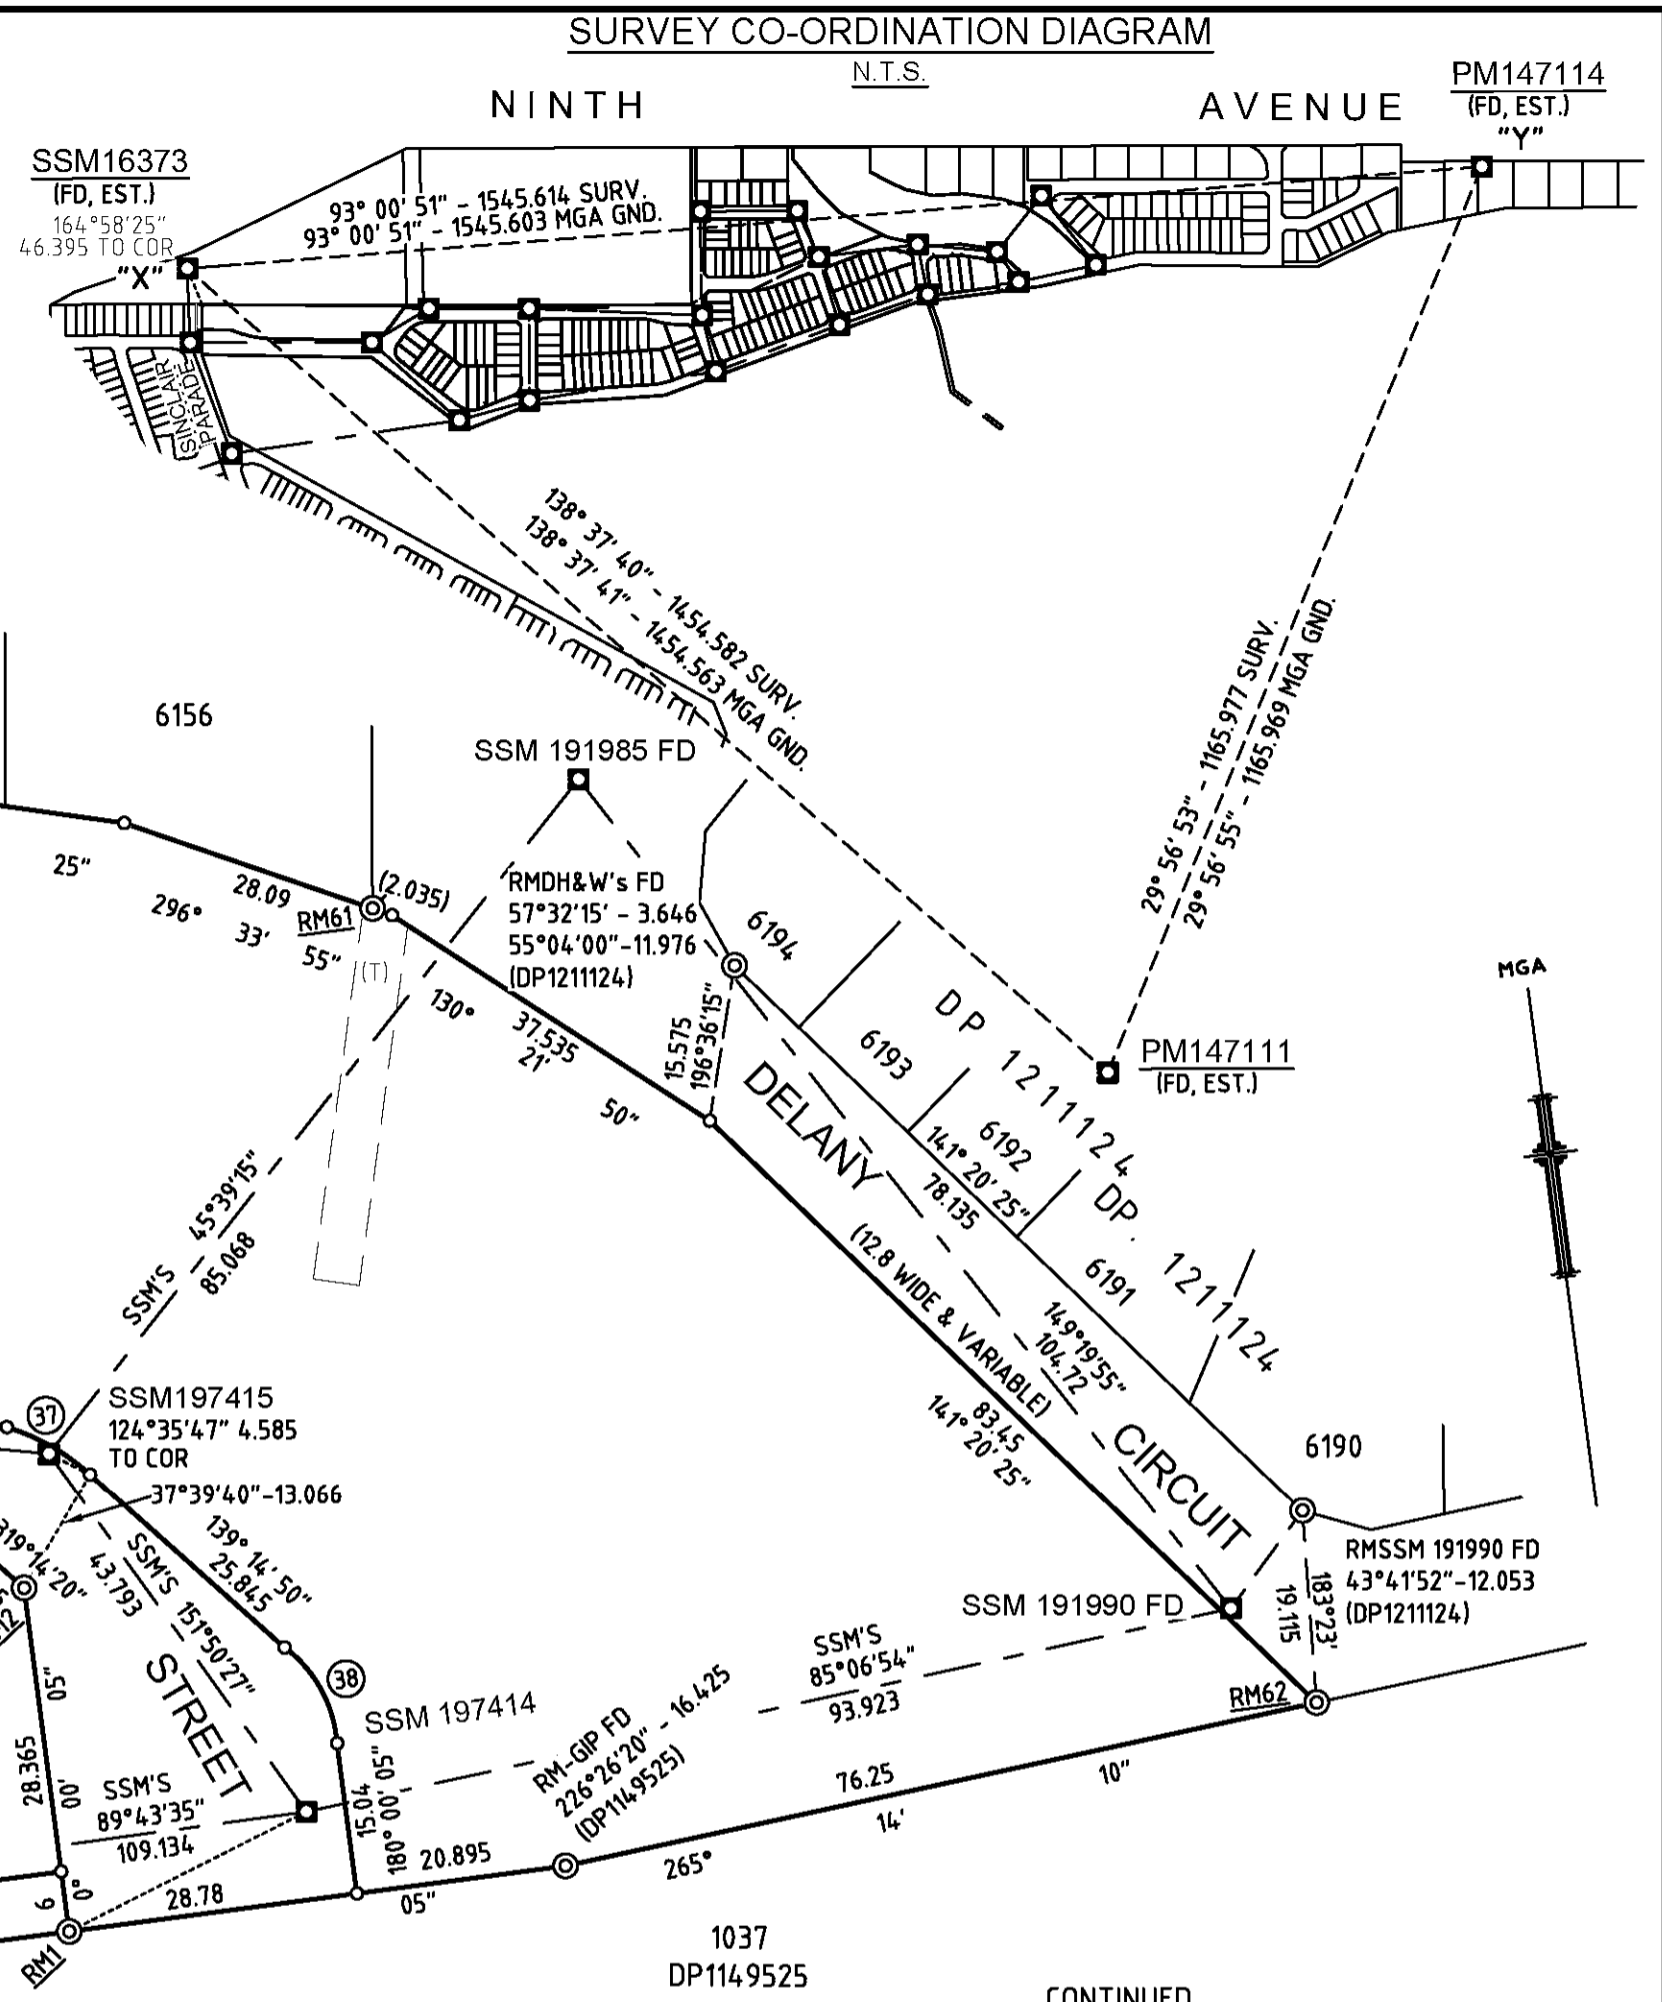 SURVEY CO-ORDINATION DIAGRAM
N.T.S.
NINTH AVENUE
PM147114
(FD, EST.)
"Y"
SSM16373
(FD, EST.)
164°58'25"
46.395 TO COR
"X"
93° 00' 51" - 1545.614 SURV.
93° 00' 51" - 1545.603 MGA GND.
SINCLAIR
PARADE
138° 37' 40" - 1454.582 SURV.
138° 37' 41" - 1454.563 MGA GND.
29° 56' 53" - 1165.977 SURV.
29° 56' 55" - 1165.969 MGA GND.
6156
SSM 191985 FD
25"
28.09
296° 33' 55"
RM61
(2.035)
(T)
RMDH&W's FD
57°32'15' - 3.646
55°04'00"-11.976
(DP1211124)
130° 21' 50"
37.535
15.575
196°36'15"
6194
6193
6192
6191
6190
DP 1211124
DP. 1211124
MGA
PM147111
(FD, EST.)
DELANY CIRCUIT
(12.8 WIDE & VARIABLE)
141° 20' 25"
78.135
149°19'55"
104.72
83.45
141° 20' 25"
SSM'S
45°39'15"
85.068
37
SSM197415
124°35'47" 4.585
TO COR
37°39'40"-13.066
319°14'20"
139° 14' 50"
25.845
SSM'S 151°50'27"
43.793
STREET
38
SSM 197414
SSM 191990 FD
RMSSM 191990 FD
43°41'52"-12.053
(DP1211124)
183°23'
19.115
RM62
SSM'S
85°06'54"
93.923
RM-GIP FD
226°26'20" - 16.425
(DP1149525)
05"
00'
28.365
SSM'S
89°43'35"
109.134
15.04
180° 00' 05"
6
0°
28.78
20.895
05"
76.25
265° 14' 10"
RM1
1037
DP1149525
CONTINUED